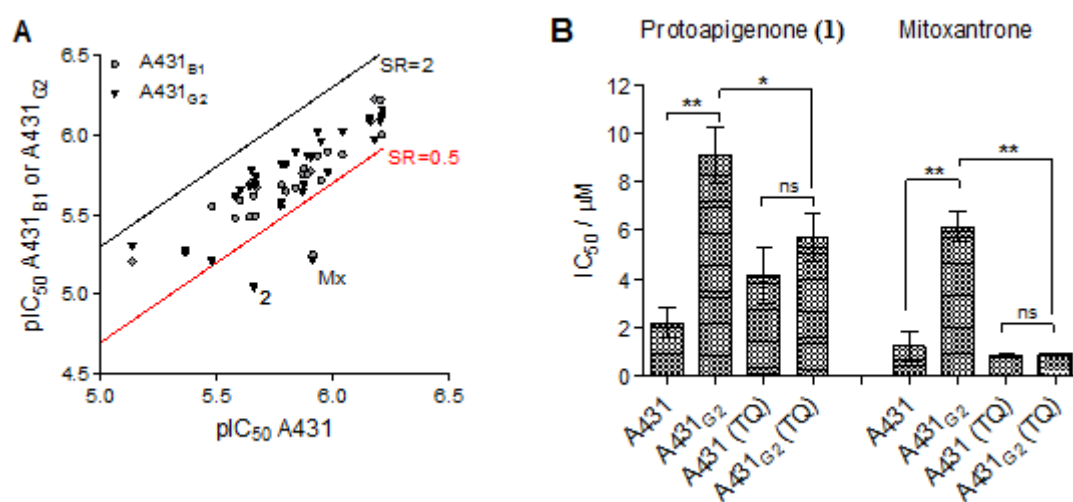 A
pIC50 A431B1 or A431G2
6.5
6.0
5.5
5.0
4.5
A431B1
A431G2
SR=2
SR=0.5
Mx
2
5.0 5.5 6.0 6.5
pIC50 A431
B
Protoapigenone (1) Mitoxantrone
IC50 / µM
12
10
8
6
4
2
0
** * ns ** ** ns
A431
A431G2
A431 (TQ)
A431G2 (TQ)
A431
A431G2
A431 (TQ)
A431G2 (TQ)